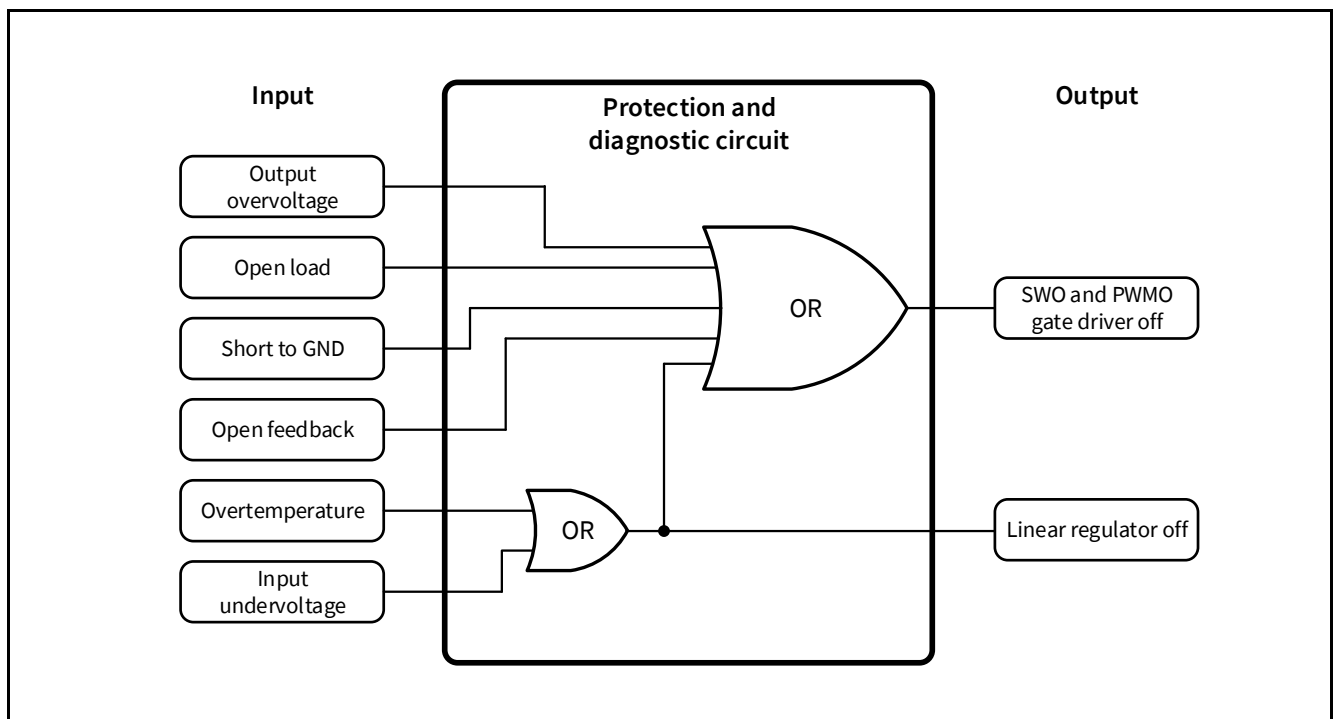 Input
Protection and
diagnostic circuit
Output
Output
overvoltage
Open load
Short to GND
Open feedback
Overtemperature
Input
undervoltage
OR
OR
SWO and PWMO
gate driver off
Linear regulator off